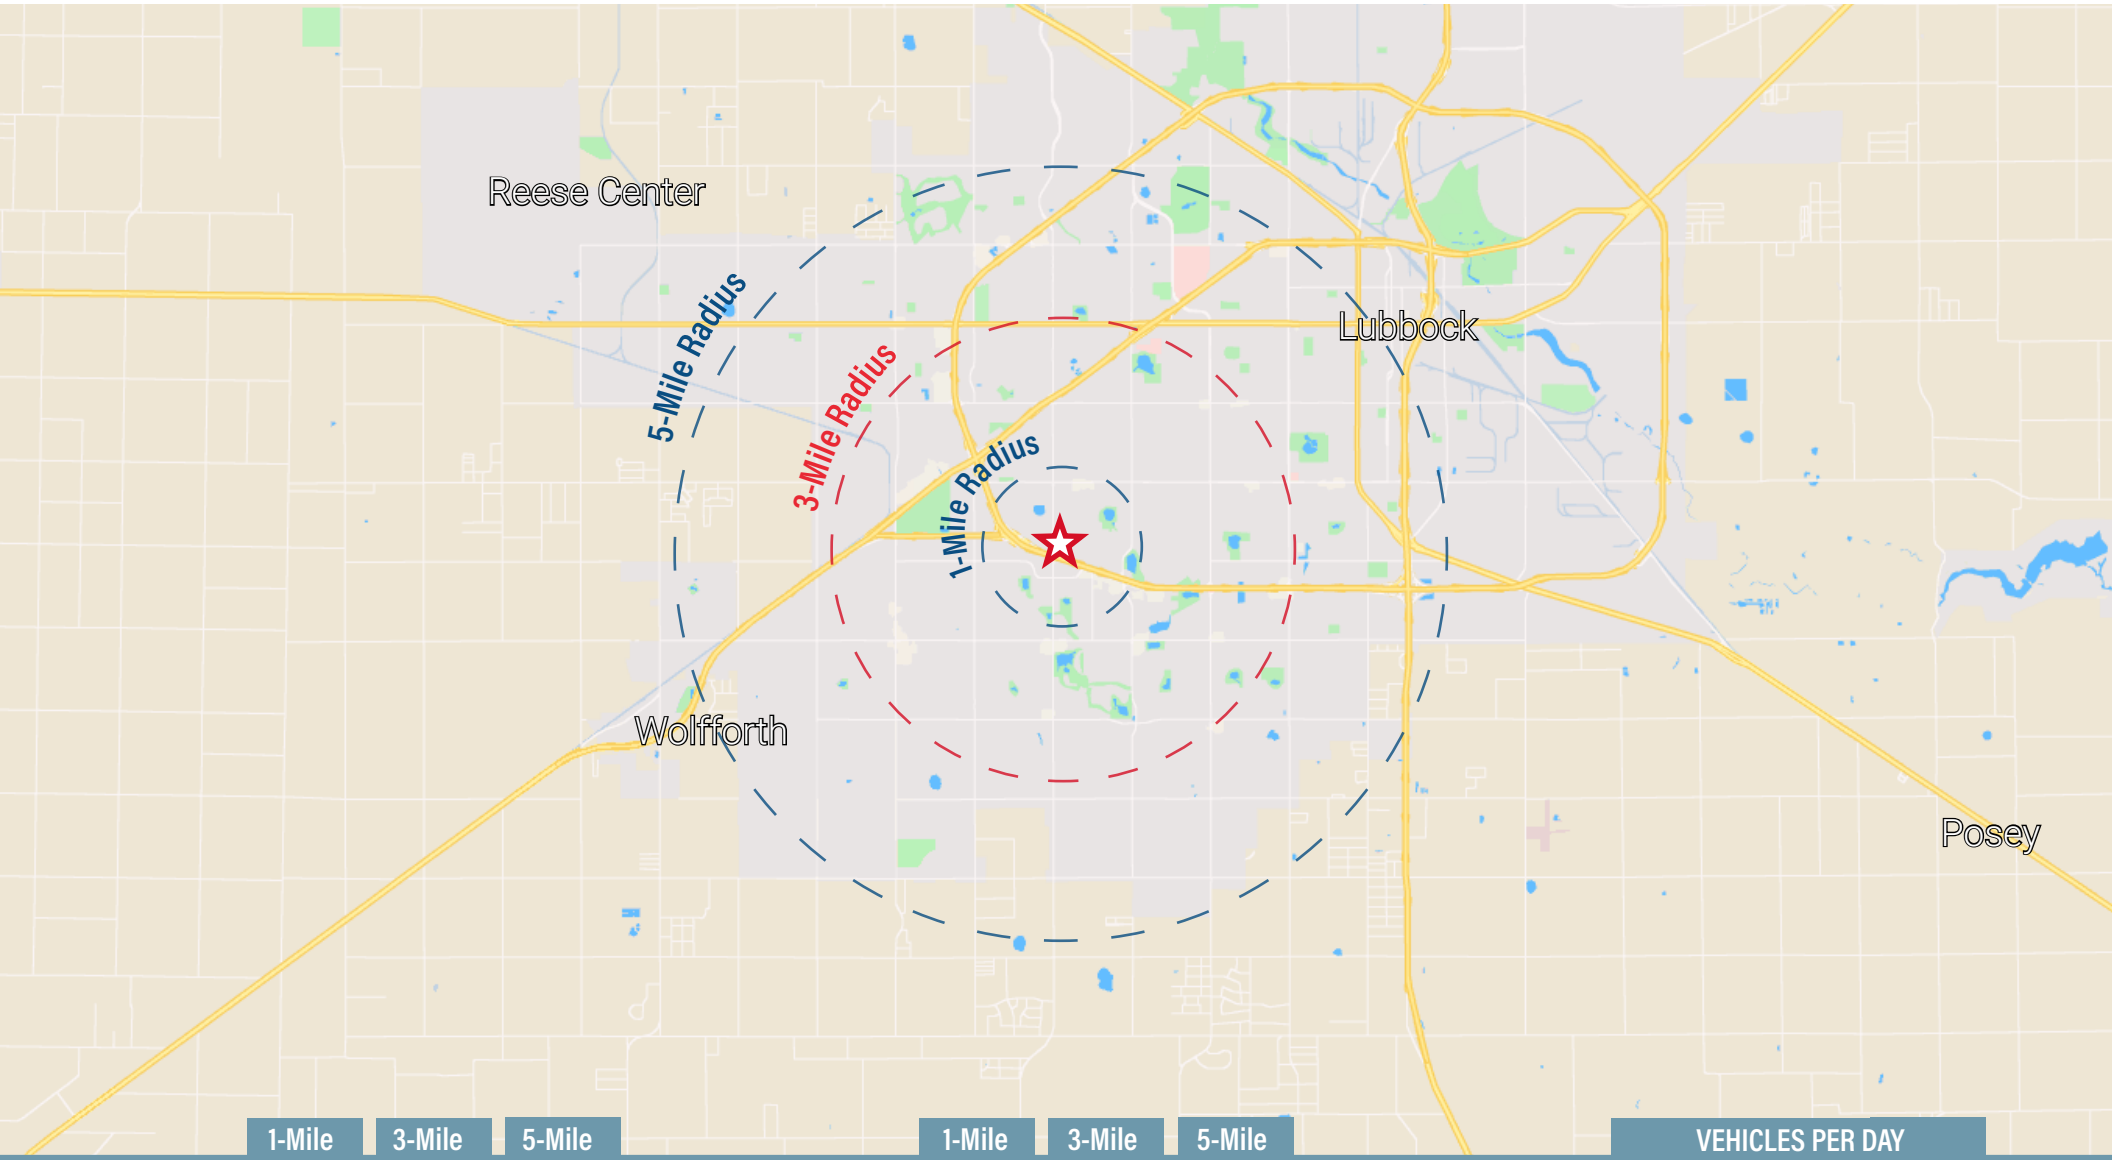 Reese Center
5-Mile Radius
Lubbock
3-Mile Radius
1-Mile Radius
Wolfforth
Posey
1-Mile
3-Mile
5-Mile
1-Mile
3-Mile
5-Mile
VEHICLES PER DAY